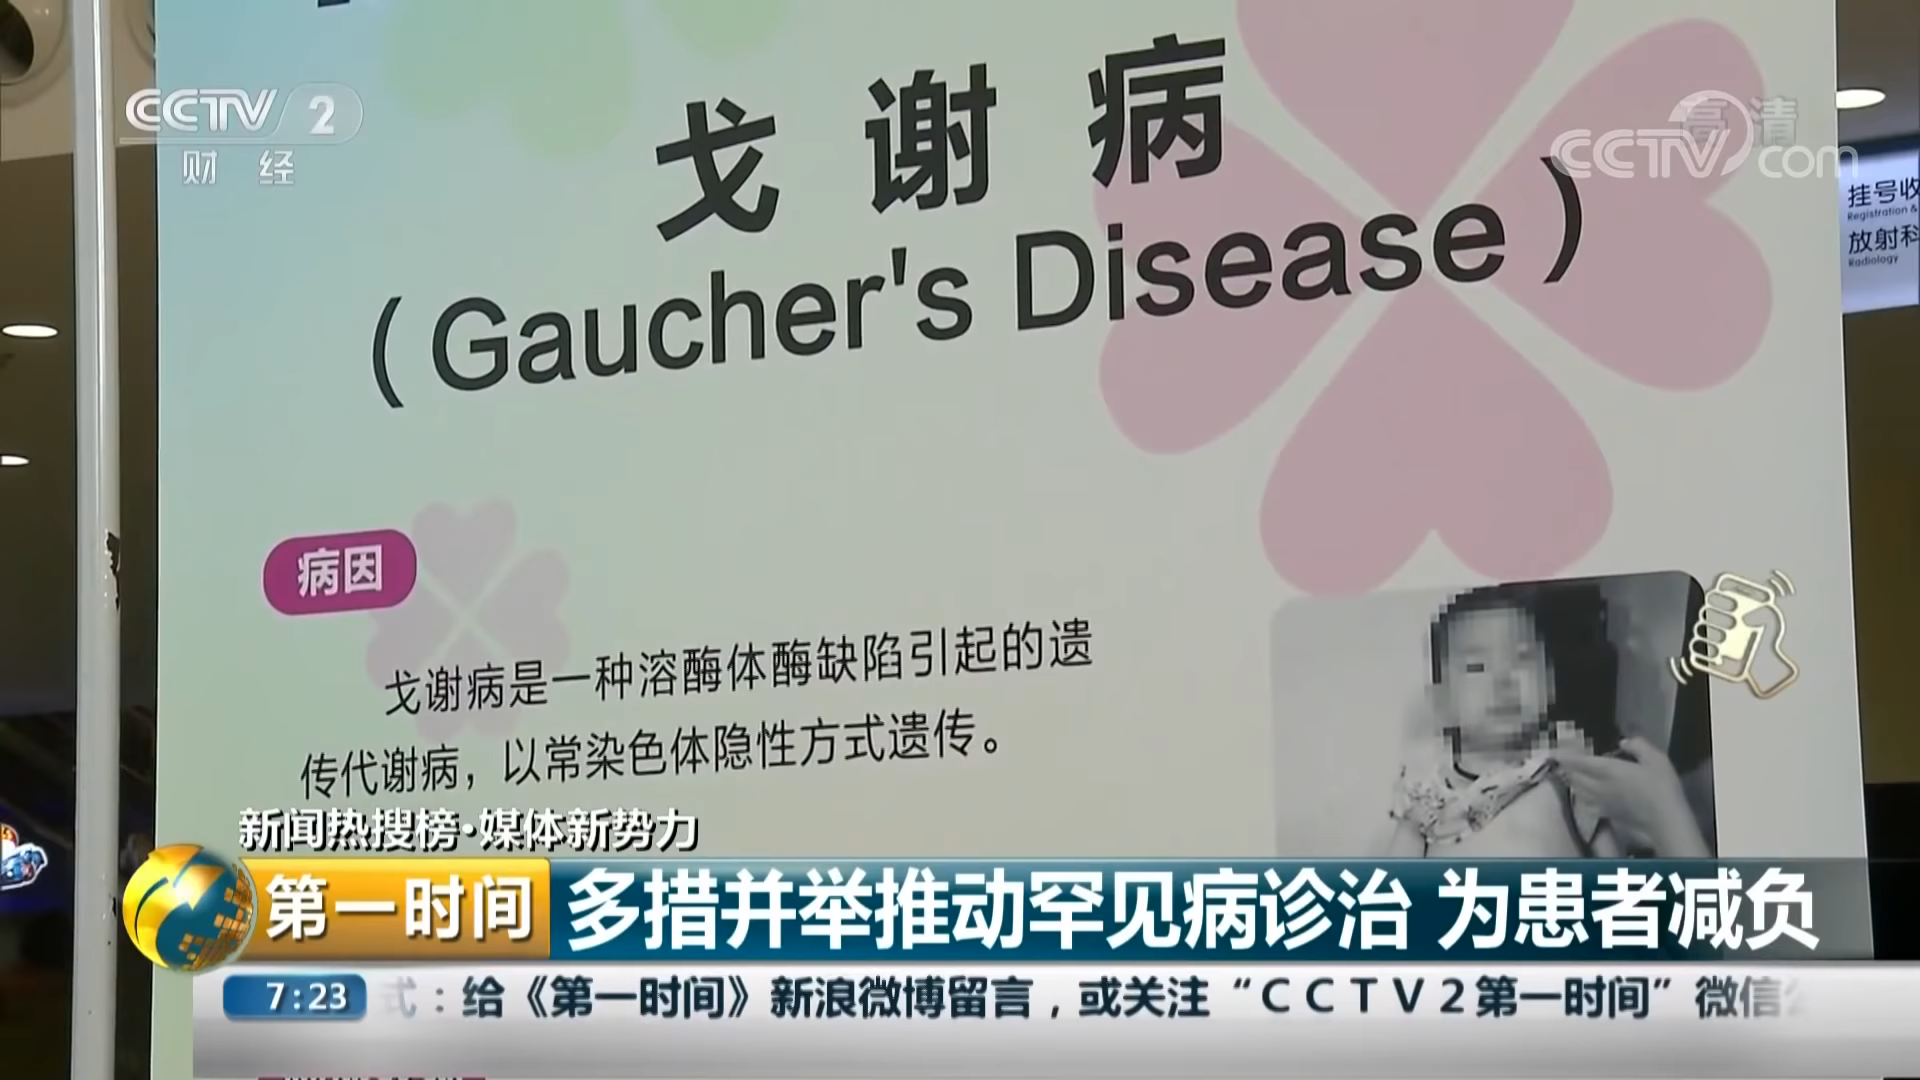 CCTV 2
财 经
高清
CCTV com
戈谢病
(Gaucher's Disease)
挂号收
Registration &
放射科
Radiology
病因
戈谢病是一种溶酶体酶缺陷引起的遗
传代谢病，以常染色体隐性方式遗传。
新闻热搜榜·媒体新势力
第一时间
多措并举推动罕见病诊治 为患者减负
7:23
式：给《第一时间》新浪微博留言，或关注“CCTV2第一时间”微信